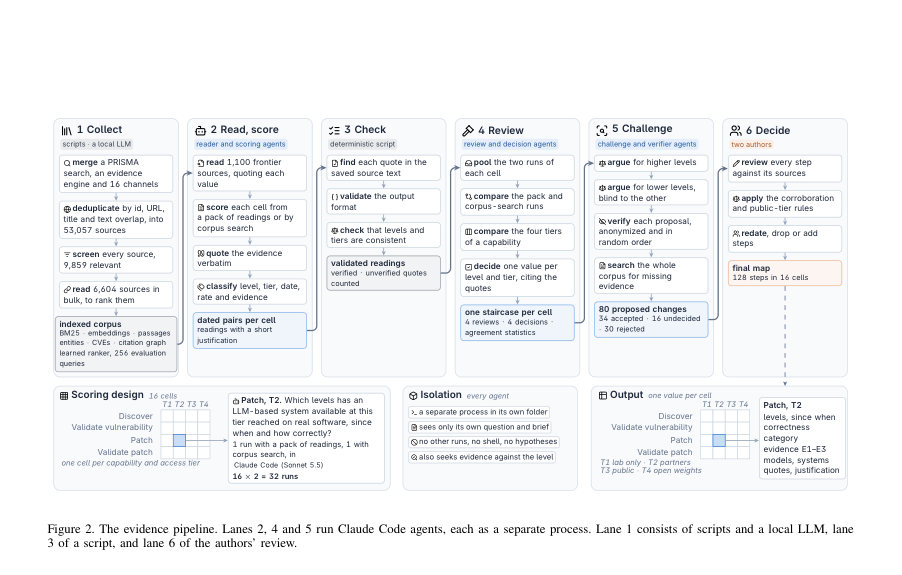 1 Collect
scripts · a local LLM
merge a PRISMA
search, an evidence
engine and 16 channels
deduplicate by id, URL,
title and text overlap, into
53,057 sources
screen every source,
9,859 relevant
read 6,604 sources in
bulk, to rank them
indexed corpus
BM25 · embeddings · passages
entities · CVEs · citation graph
learned ranker, 256 evaluation
queries
2 Read, score
reader and scoring agents
read 1,100 frontier
sources, quoting each
value
score each cell from
a pack of readings or by
corpus search
quote the evidence
verbatim
classify level, tier, date,
rate and evidence
dated pairs per cell
readings with a short
justification
3 Check
deterministic script
find each quote in the
saved source text
{} validate the output
format
check that levels and
tiers are consistent
validated readings
verified · unverified quotes
counted
4 Review
review and decision agents
pool the two runs of
each cell
compare the pack and
corpus-search runs
compare the four tiers
of a capability
decide one value per
level and tier, citing the
quotes
one staircase per cell
4 reviews · 4 decisions ·
agreement statistics
5 Challenge
challenge and verifier agents
argue for higher levels
argue for lower levels,
blind to the other
verify each proposal,
anonymized and in
random order
search the whole
corpus for missing
evidence
80 proposed changes
34 accepted · 16 undecided
· 30 rejected
6 Decide
two authors
review every step
against its sources
apply the corroboration
and public-tier rules
redate, drop or add
steps
final map
128 steps in 16 cells
Scoring design 16 cells
T1 T2 T3 T4
Discover
Validate vulnerability
Patch
Validate patch
one cell per capability and access tier
Patch, T2. Which levels has an
LLM-based system available at this
tier reached on real software, since
when and how correctly?
1 run with a pack of readings, 1 with
corpus search, in
Claude Code (Sonnet 5.5)
16 × 2 = 32 runs
Isolation every agent
a separate process in its own folder
sees only its own question and brief
no other runs, no shell, no hypotheses
also seeks evidence against the level
Output one value per cell
T1 T2 T3 T4
Discover
Validate vulnerability
Patch
Validate patch
T1 lab only · T2 partners
T3 public · T4 open weights
Patch, T2
levels, since when
correctness
category
evidence E1–E3
models, systems
quotes, justification
Figure 2. The evidence pipeline. Lanes 2, 4 and 5 run Claude Code agents, each as a separate process. Lane 1 consists of scripts and a local LLM, lane
3 of a script, and lane 6 of the authors' review.